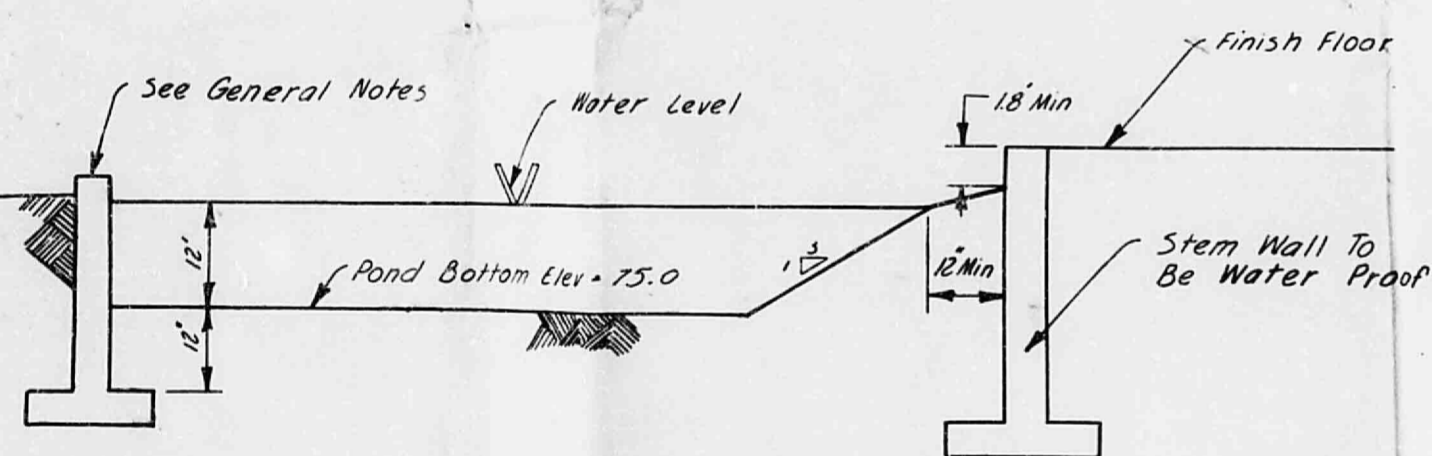 See General Notes
Water Level
Finish Floor
1.8' Min
12"
Pond Bottom Elev = 75.0
12"
1
3
12" Min
Stem Wall To
Be Water Proof